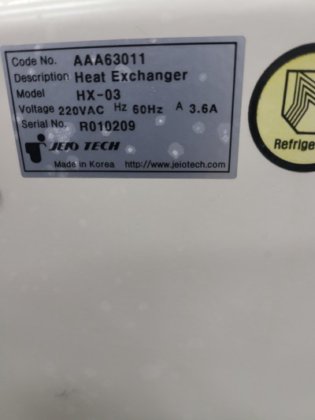 Code No. AAA63011
Description Heat Exchanger
Model HX-03
Voltage 220VAC Hz 60Hz A 3.6A
Serial No. R010209
JEIO TECH
Made in Korea http://www.jeiotech.com
Refrige